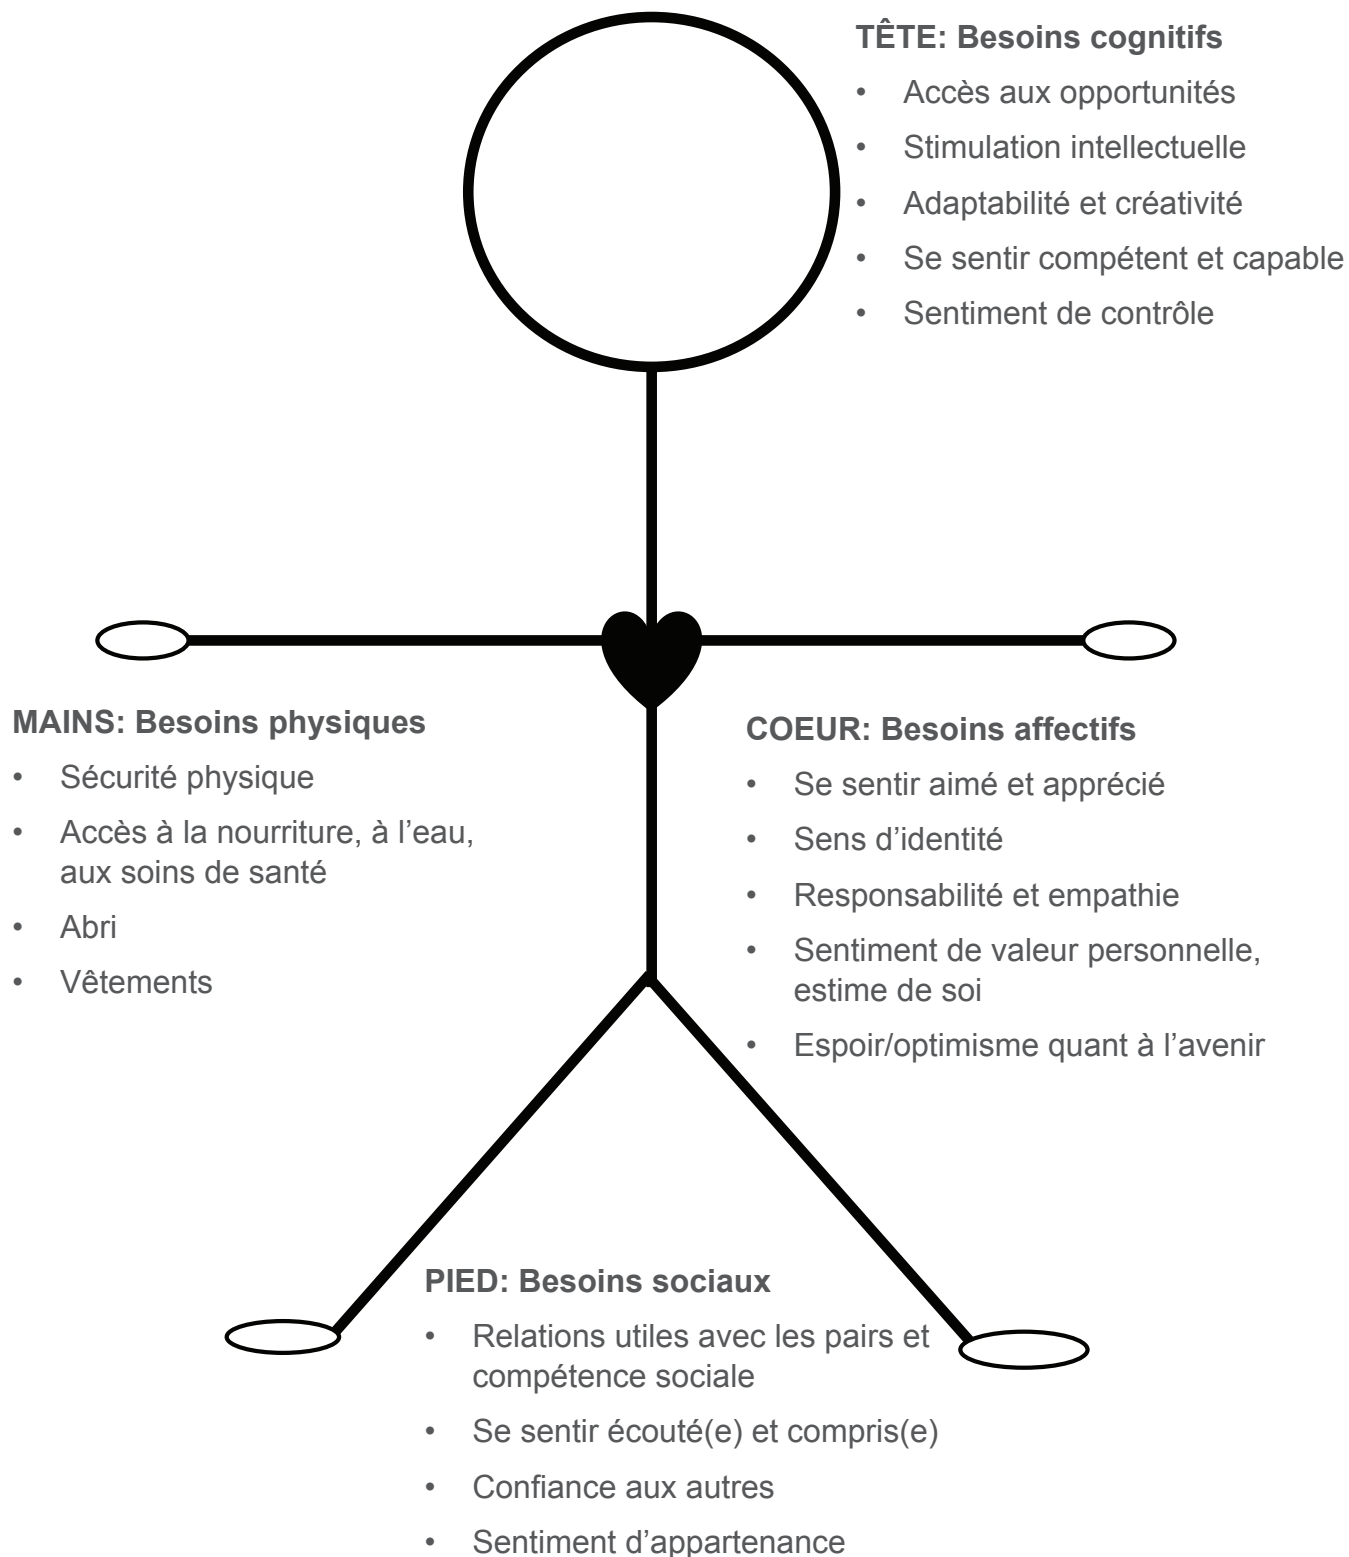 TÊTE: Besoins cognitifs
• Accès aux opportunités
• Stimulation intellectuelle
• Adaptabilité et créativité
• Se sentir compétent et capable
• Sentiment de contrôle
MAINS: Besoins physiques
• Sécurité physique
• Accès à la nourriture, à l’eau,
aux soins de santé
• Abri
• Vêtements
COEUR: Besoins affectifs
• Se sentir aimé et apprécié
• Sens d’identité
• Responsabilité et empathie
• Sentiment de valeur personnelle,
estime de soi
• Espoir/optimisme quant à l’avenir
PIED: Besoins sociaux
• Relations utiles avec les pairs et
compétence sociale
• Se sentir écouté(e) et compris(e)
• Confiance aux autres
• Sentiment d’appartenance